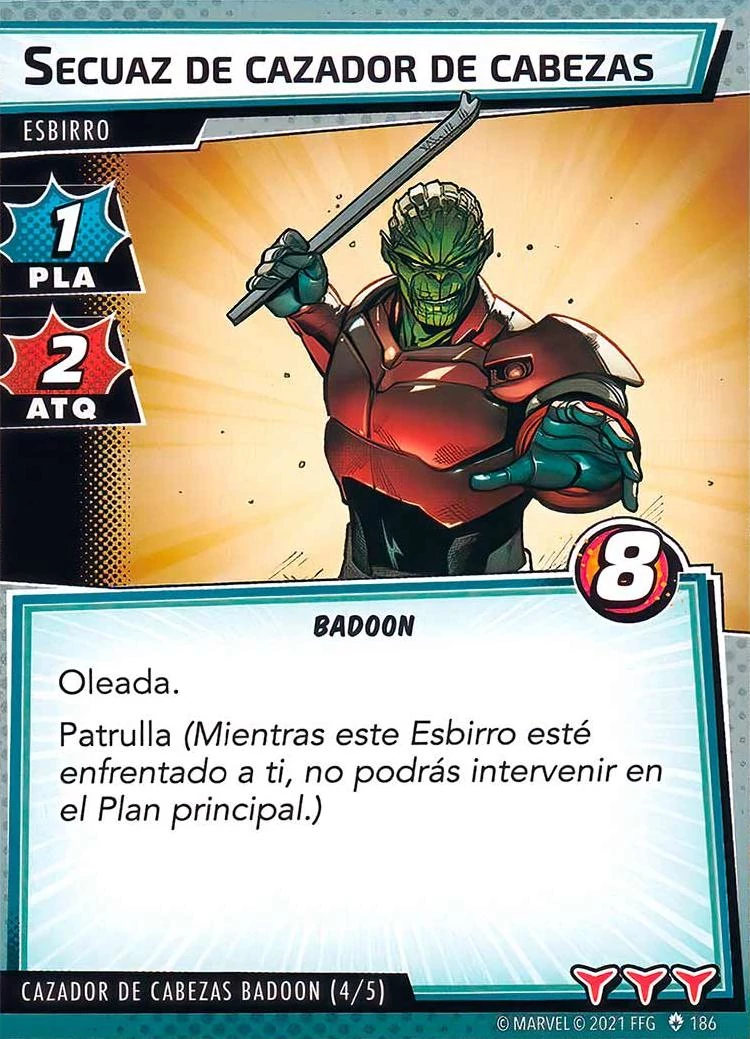 SECUAZ DE CAZADOR DE CABEZAS
ESBIRRO
1
PLA
2
ATQ
8
BADOON
Oleada.
Patrulla (Mientras este Esbirro esté
enfrentado a ti, no podrás intervenir en
el Plan principal.)
CAZADOR DE CABEZAS BADOON (4/5)
© MARVEL © 2021 FFG 186